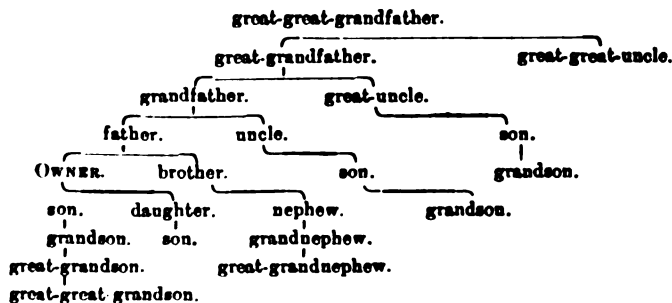 great-great-grandfather.
great-grandfather. great-great-uncle.
grandfather. great-uncle.
father. uncle. son.
OWNER. brother. son. grandson.
son. daughter. nephew. grandson.
grandson. son. grandnephew.
great-grandson. great-grandnephew.
great-great grandson.